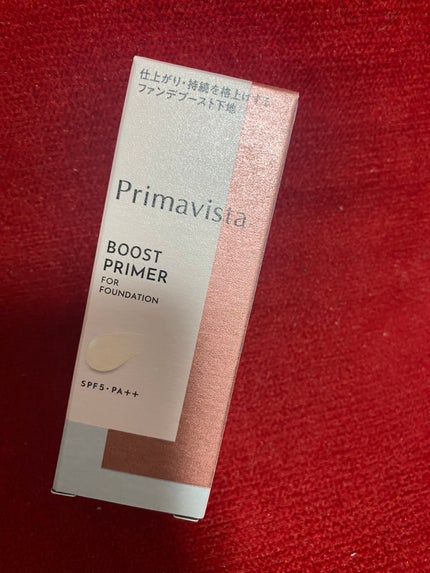 仕上がり・持続を格上げする
ファンデブースト下地
Primavista
BOOST
PRIMER
FOR
FOUNDATION
SPF5・PA++